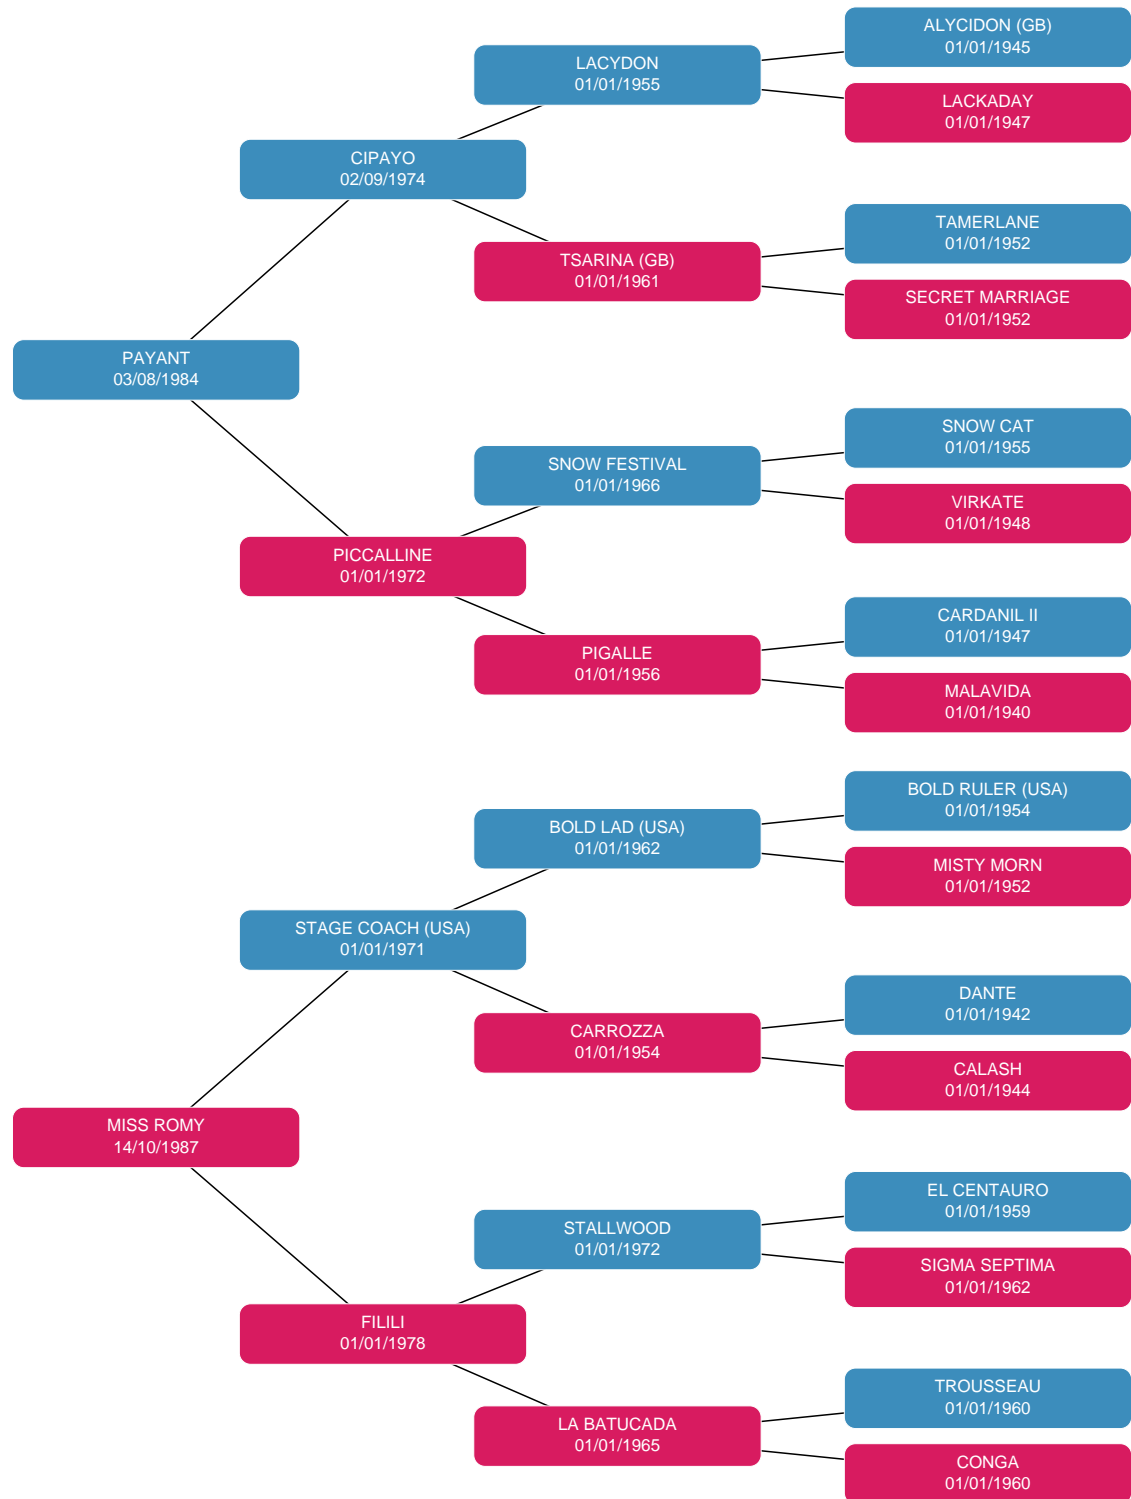 ALYCIDON (GB)
01/01/1945
LACYDON
01/01/1955
LACKADAY
01/01/1947
CIPAYO
02/09/1974
TAMERLANE
01/01/1952
TSARINA (GB)
01/01/1961
SECRET MARRIAGE
01/01/1952
PAYANT
03/08/1984
SNOW CAT
01/01/1955
SNOW FESTIVAL
01/01/1966
VIRKATE
01/01/1948
PICCALLINE
01/01/1972
CARDANIL II
01/01/1947
PIGALLE
01/01/1956
MALAVIDA
01/01/1940
BOLD RULER (USA)
01/01/1954
BOLD LAD (USA)
01/01/1962
MISTY MORN
01/01/1952
STAGE COACH (USA)
01/01/1971
DANTE
01/01/1942
CARROZZA
01/01/1954
CALASH
01/01/1944
MISS ROMY
14/10/1987
EL CENTAURO
01/01/1959
STALLWOOD
01/01/1972
SIGMA SEPTIMA
01/01/1962
FILILI
01/01/1978
TROUSSEAU
01/01/1960
LA BATUCADA
01/01/1965
CONGA
01/01/1960